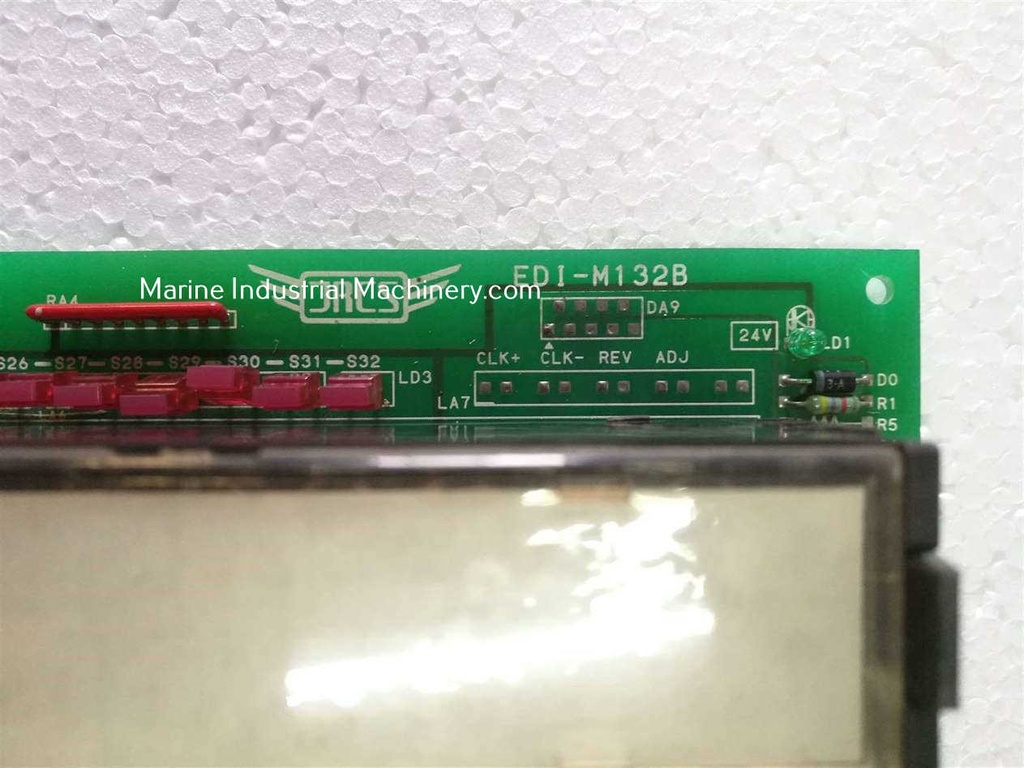 EDI-M132B
Marine Industrial Machinery.com
JRCS
RA4
DA9
24V
LD1
S26 S27 S28 S29 S30 S31 S32
CLK+ CLK- REV ADJ
LD3
D0
LA7
R1
R5